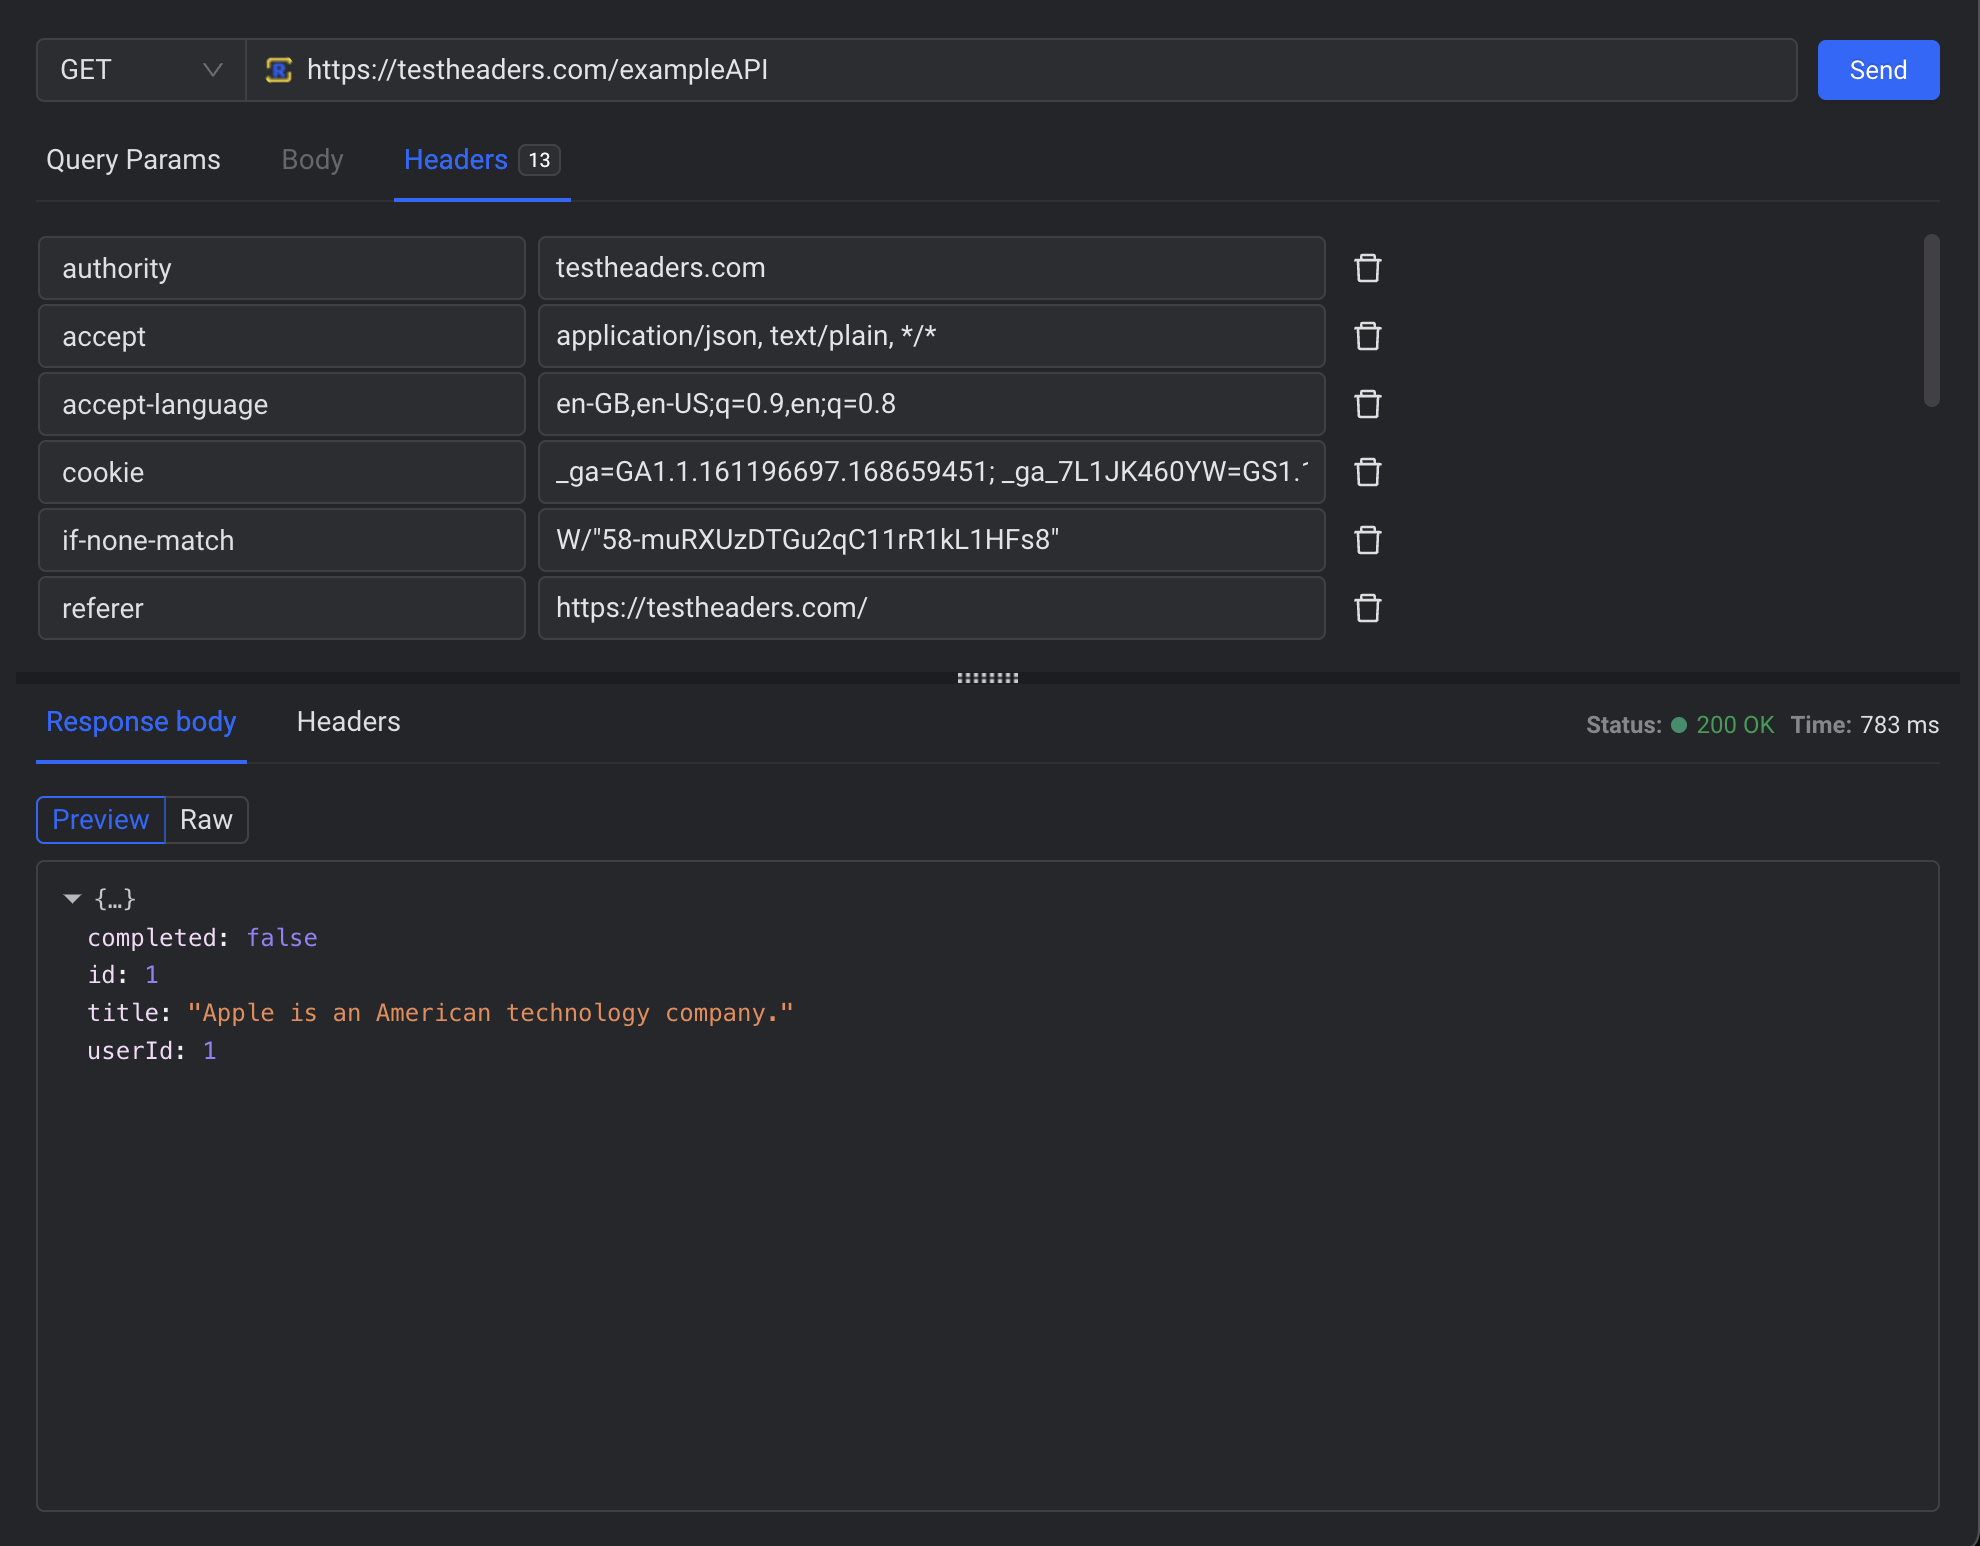 GET https://testheaders.com/exampleAPI Send
Query Params Body Headers 13
authority testheaders.com
accept application/json, text/plain, */*
accept-language en-GB,en-US;q=0.9,en;q=0.8
cookie _ga=GA1.1.161196697.168659451; _ga_7L1JK460YW=GS1.
if-none-match W/"58-muRXUzDTGu2qC11rR1kL1HFs8"
referer https://testheaders.com/
Response body Headers Status: 200 OK Time: 783 ms
Preview Raw
{…}
completed: false
id: 1
title: "Apple is an American technology company."
userId: 1